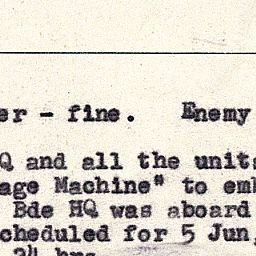 er - fine. Enemy
Q and all the units
age Machine" to emb
Bde HQ was aboard
cheduled for 5 Jun,
24 hrs